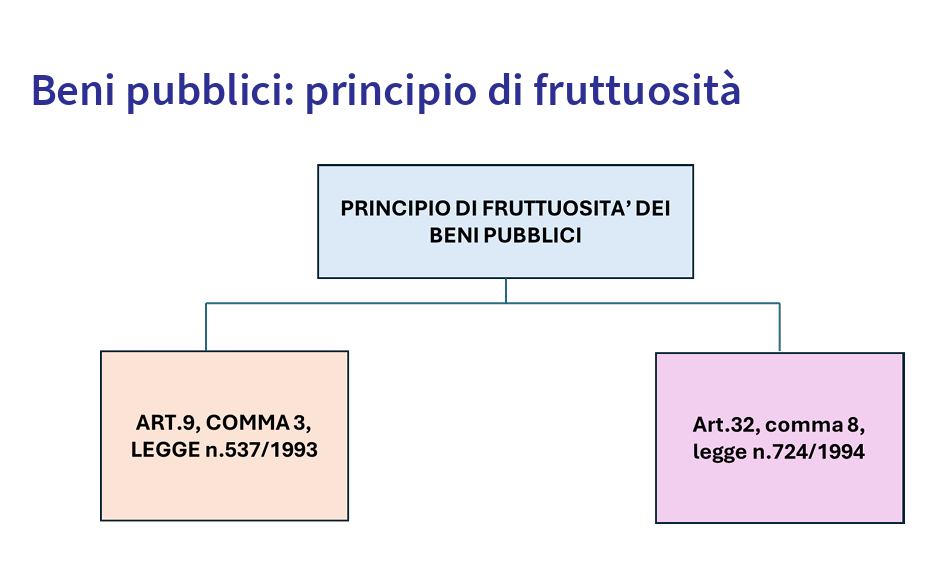 Beni pubblici: principio di fruttuosità
PRINCIPIO DI FRUTTUOSITA’ DEI
BENI PUBBLICI
ART.9, COMMA 3,
LEGGE n.537/1993
Art.32, comma 8,
legge n.724/1994